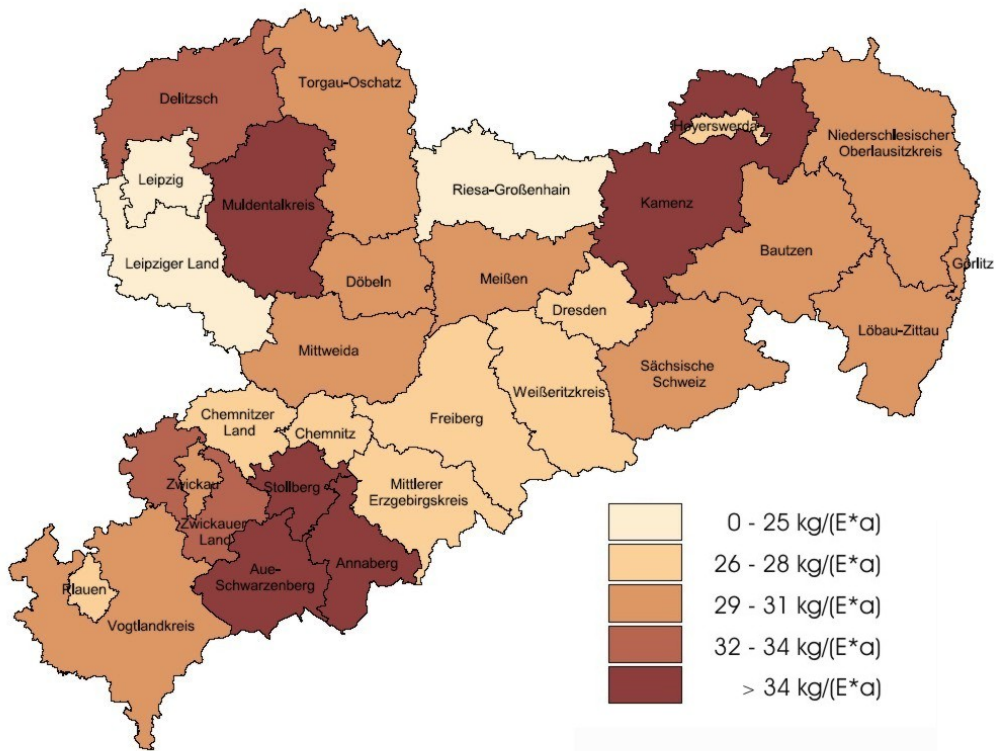 Delitzsch
Torgau-Oschatz
Hoyerswerda
Niederschlesischer
Oberlausitzkreis
Leipzig
Muldentalkreis
Riesa-Großenhain
Kamenz
Leipziger Land
Döbeln
Meißen
Bautzen
Görlitz
Dresden
Löbau-Zittau
Mittweida
Sächsische
Schweiz
Weißeritzkreis
Chemnitzer
Land
Chemnitz
Freiberg
Zwickau
Stollberg
Mittlerer
Erzgebirgskreis
Zwickauer
Land
Annaberg
Aue-
Schwarzenberg
Plauen
Vogtlandkreis
0 - 25 kg/(E*a)
26 - 28 kg/(E*a)
29 - 31 kg/(E*a)
32 - 34 kg/(E*a)
> 34 kg/(E*a)